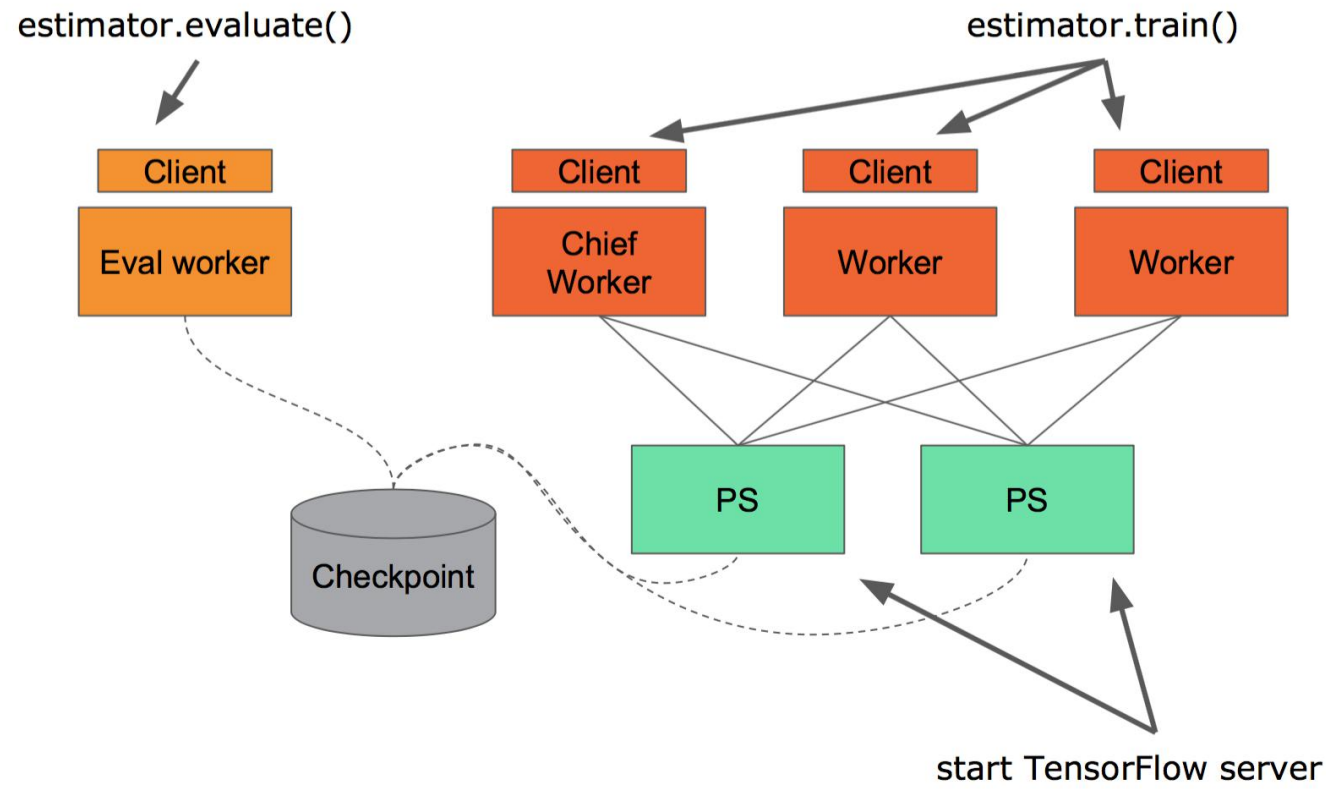 estimator.evaluate()
estimator.train()
Client
Client
Client
Client
Eval worker
Chief
Worker
Worker
Worker
PS
PS
Checkpoint
start TensorFlow server